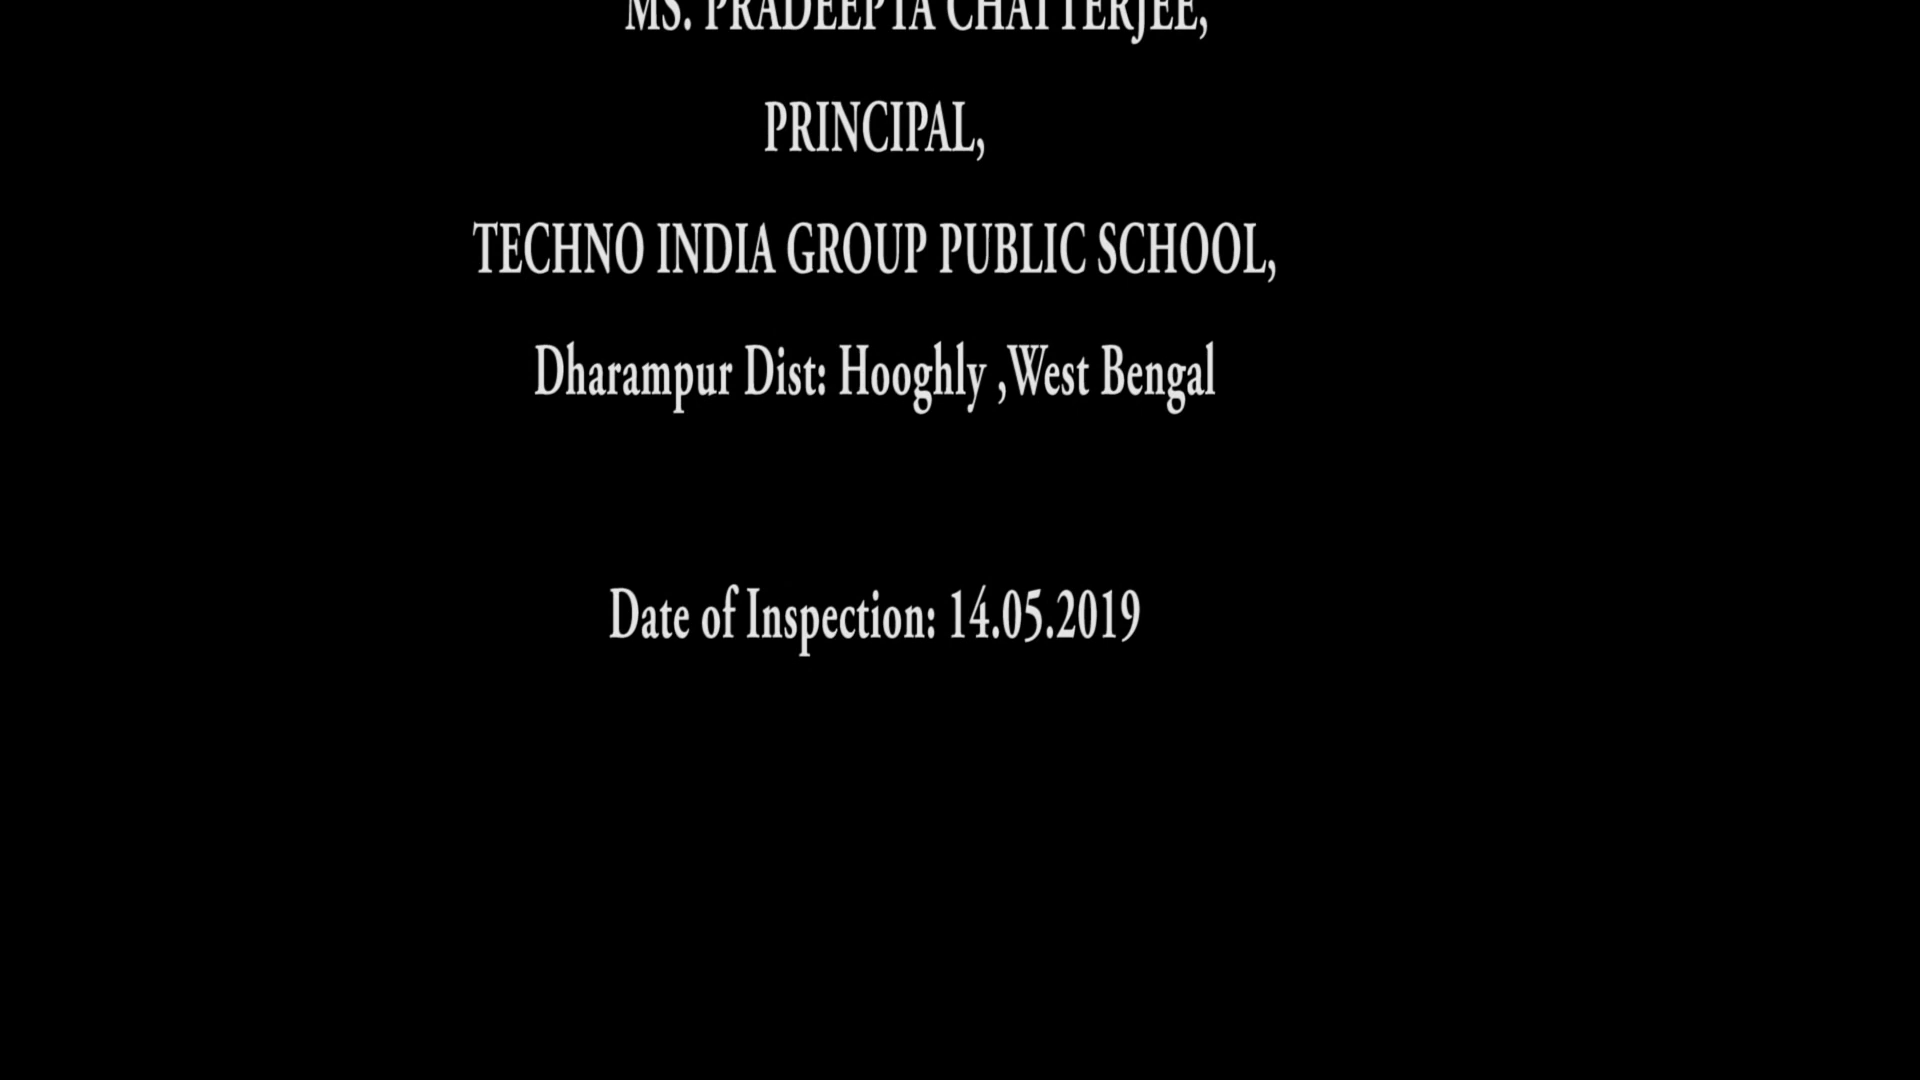 MS. PRADEEPTA CHATTERJEE,
PRINCIPAL,
TECHNO INDIA GROUP PUBLIC SCHOOL,
Dharampur Dist: Hooghly ,West Bengal
Date of Inspection: 14.05.2019